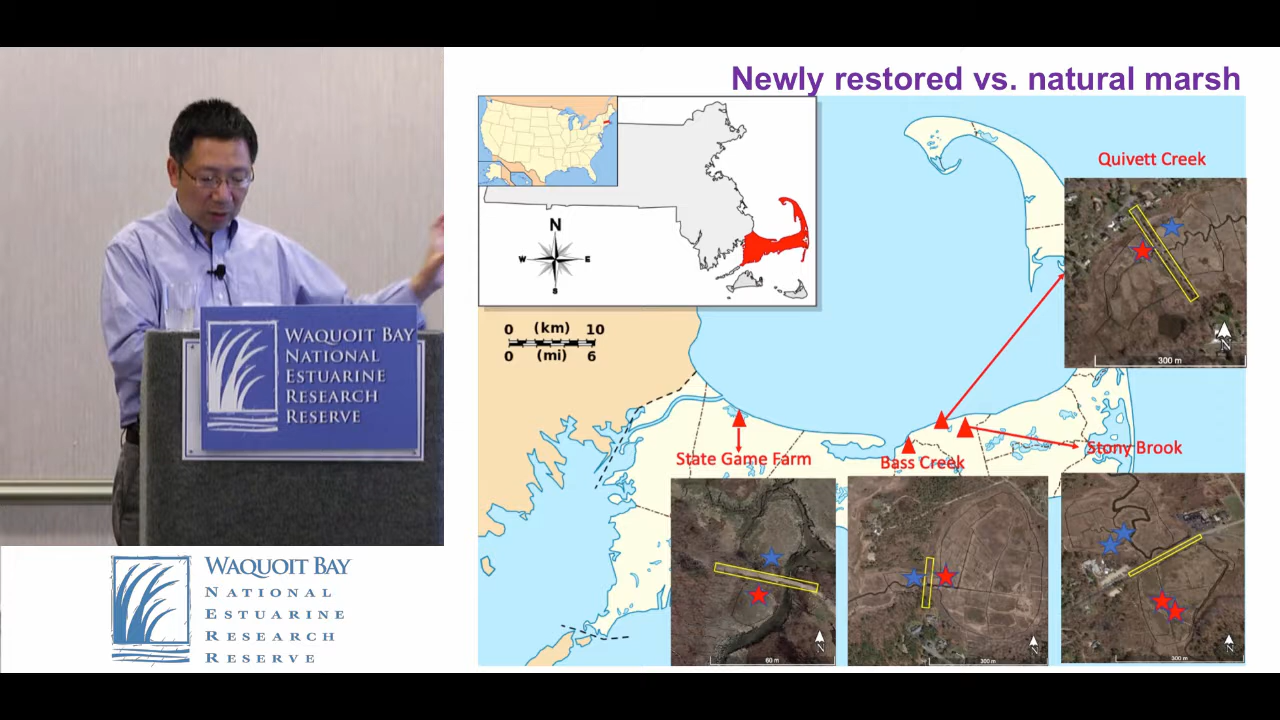 Newly restored vs. natural marsh
N
W
E
S
0 (km) 10
0 (mi) 6
Quivett Creek
N
300 m
State Game Farm
Bass Creek
Stony Brook
N
60 m
N
300 m
N
300 m
WAQUOIT BAY
NATIONAL
ESTUARINE
RESEARCH
RESERVE
WAQUOIT BAY
NATIONAL
ESTUARINE
RESEARCH
RESERVE